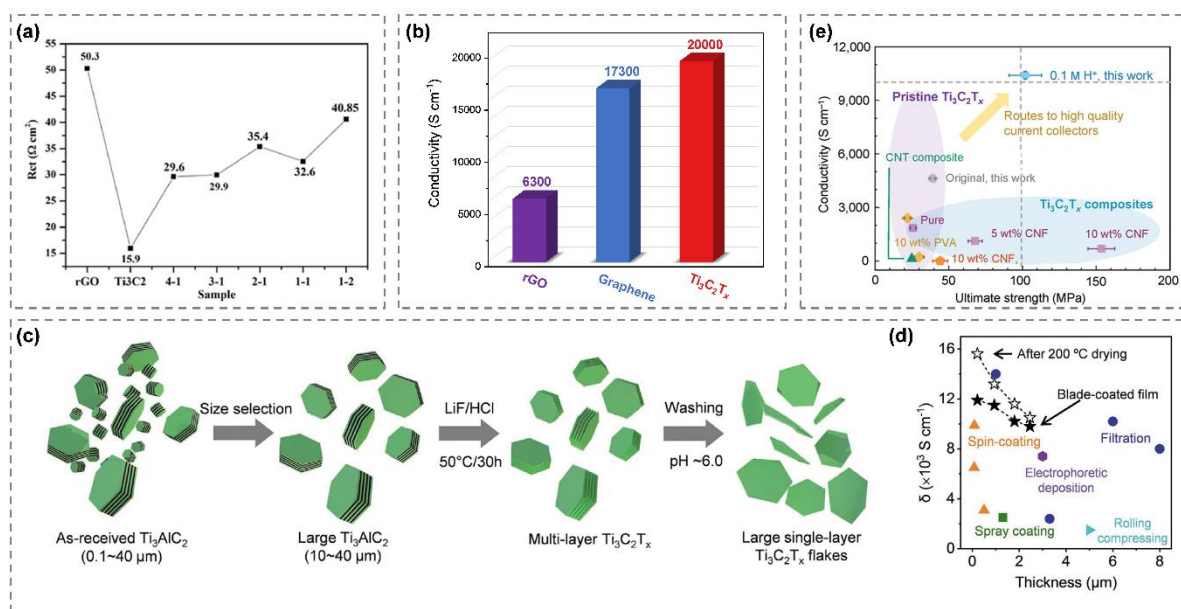 (a)
55
50
45
40
35
30
25
20
15
Rct (Ω cm²)
50.3
15.9
29.6
29.9
35.4
32.6
40.85
rGO Ti3C2 4-1 3-1 2-1 1-1 1-2
Sample
(b)
20000
15000
10000
5000
0
Conductivity (S cm⁻¹)
6300
17300
20000
rGO
Graphene
Ti₃C₂Tₓ
(e)
12,000
9,000
6,000
3,000
0
Conductivity (S cm⁻¹)
0.1 M H⁺, this work
Pristine Ti₃C₂Tₓ
Routes to high quality
current collectors
CNT composite
Original, this work
Ti₃C₂Tₓ composites
Pure
5 wt% CNF
10 wt% CNF
10 wt% PVA
10 wt% CNF,
0 50 100 150 200
Ultimate strength (MPa)
(c)
Size selection
LiF/HCl
50°C/30h
Washing
pH ~6.0
As-received Ti₃AlC₂
(0.1~40 μm)
Large Ti₃AlC₂
(10~40 μm)
Multi-layer Ti₃C₂Tₓ
Large single-layer
Ti₃C₂Tₓ flakes
(d)
16
12
8
4
0
δ (×10³ S cm⁻¹)
After 200 ºC drying
Blade-coated film
Spin-coating
Filtration
Electrophoretic
deposition
Spray coating
Rolling
compressing
0 2 4 6 8
Thickness (μm)